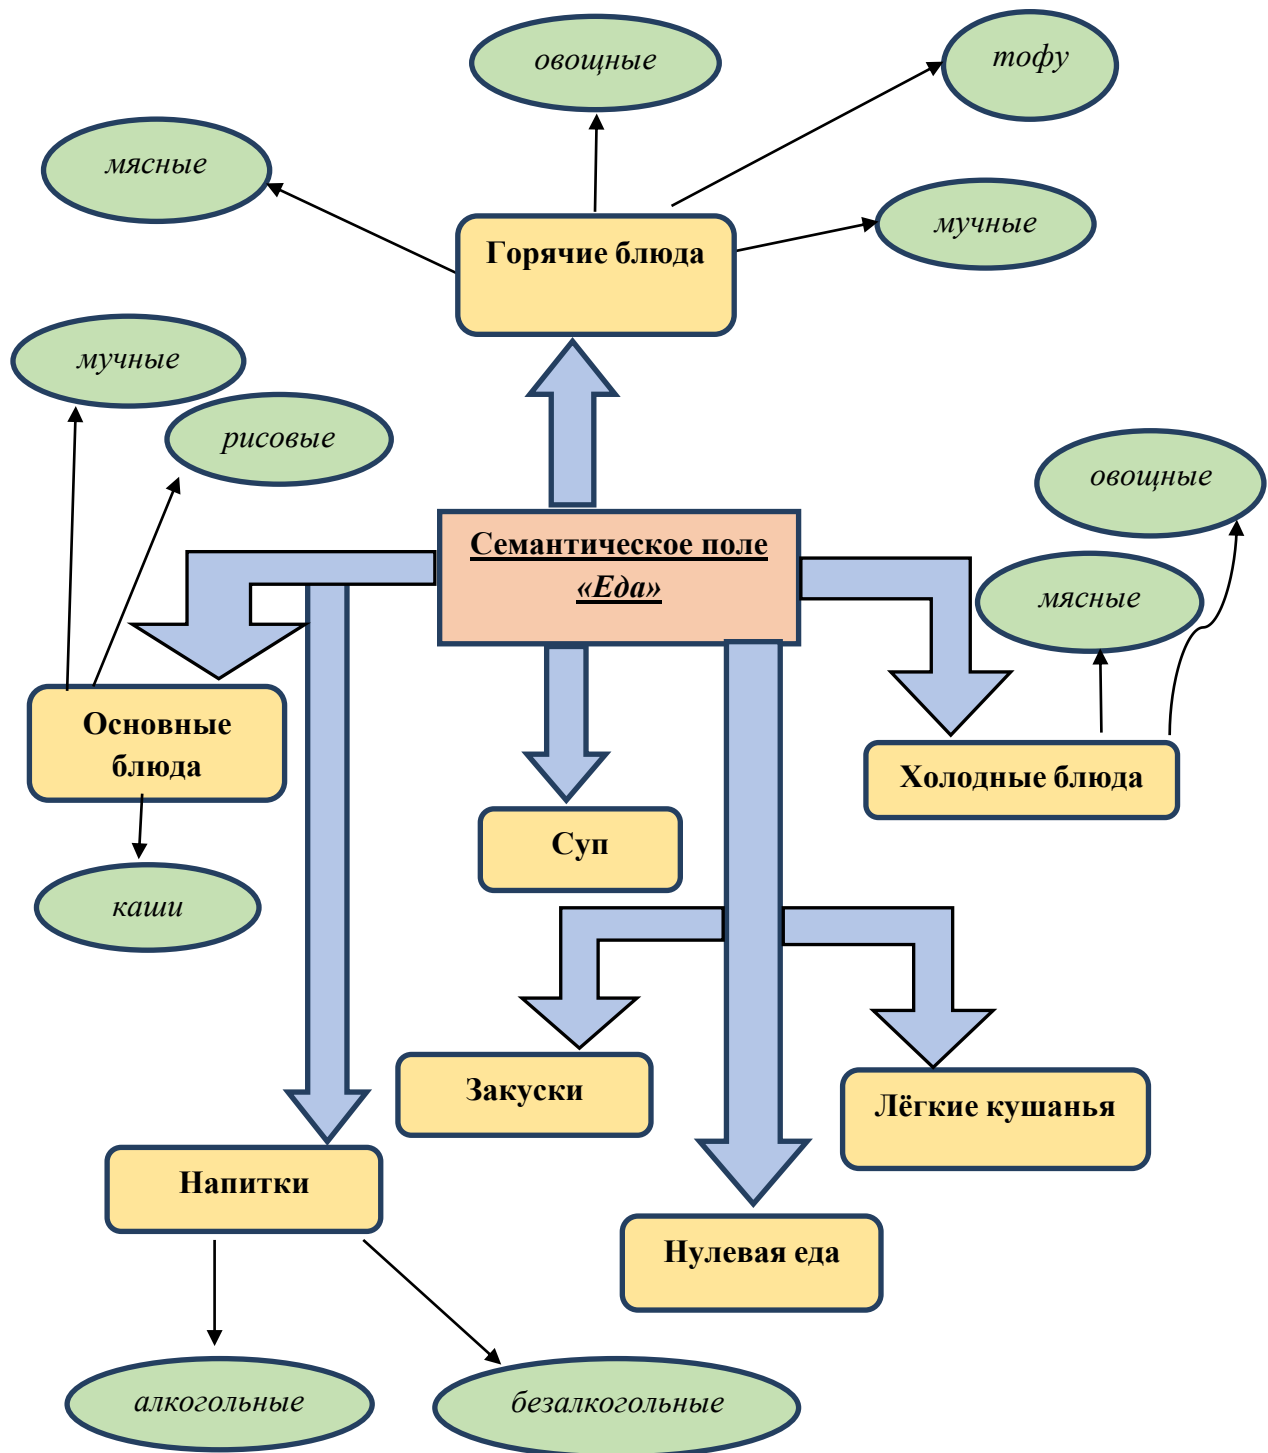 овощные
тофу
мясные
мучные
Горячие блюда
мучные
рисовые
овощные
Семантическое поле
«Еда»
мясные
Основные
блюда
Холодные блюда
Суп
каши
Закуски
Лёгкие кушанья
Напитки
Нулевая еда
алкогольные
безалкогольные